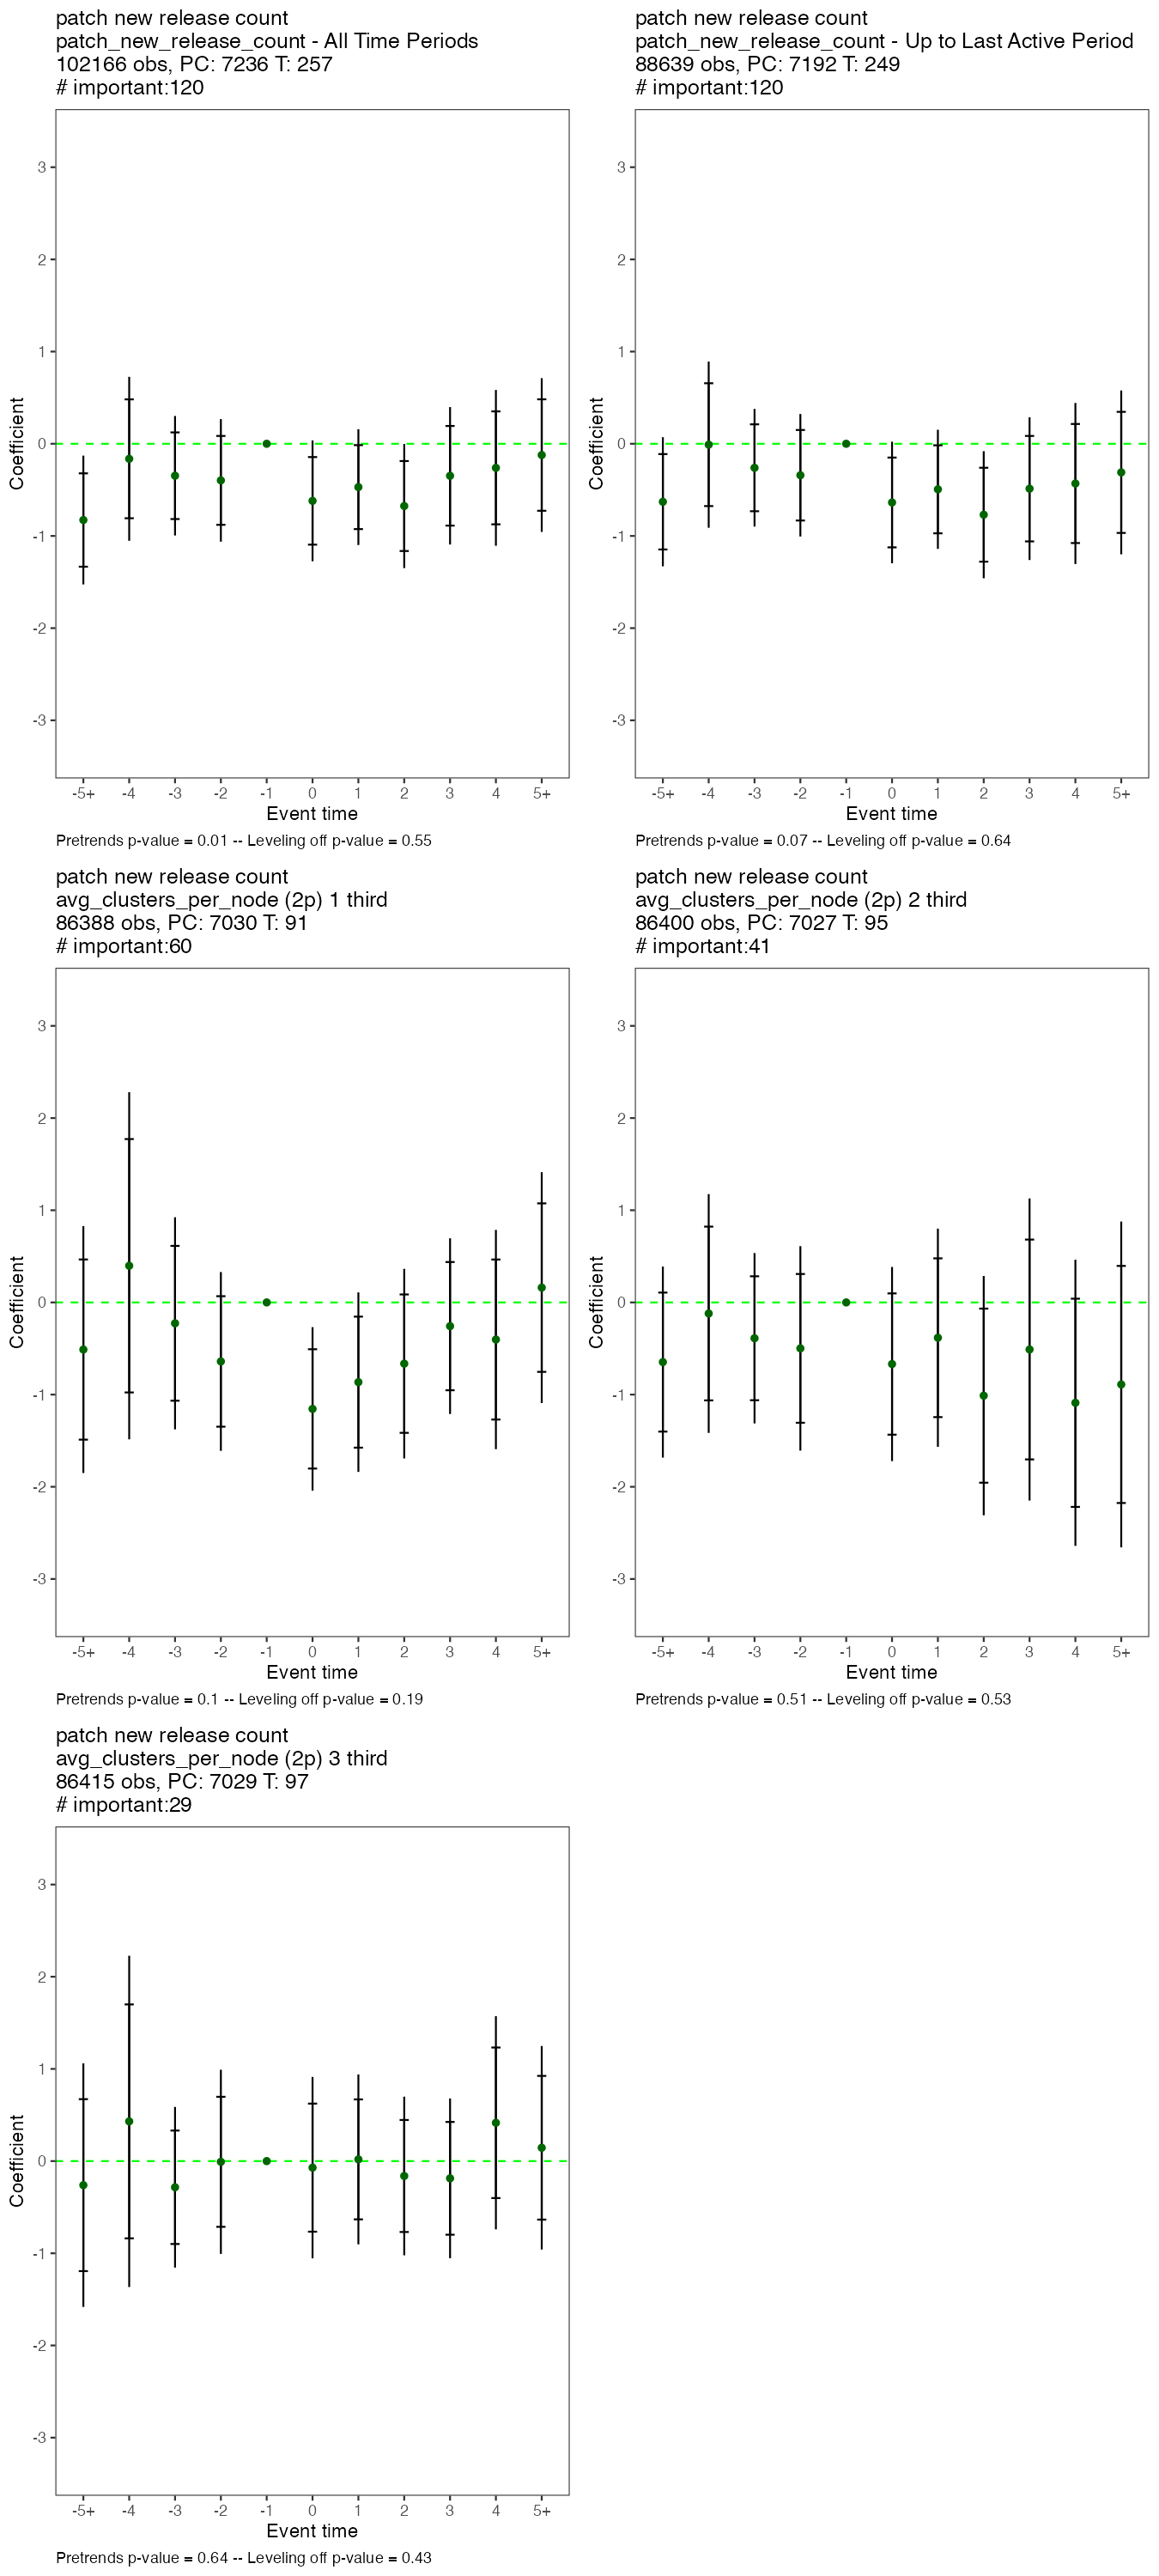 patch new release count
patch_new_release_count - All Time Periods
102166 obs, PC: 7236 T: 257
# important:120
3
2
1
0
-1
-2
-3
Coefficient
-5+ -4 -3 -2 -1 0 1 2 3 4 5+
Event time
Pretrends p-value = 0.01 -- Leveling off p-value = 0.55
patch new release count
patch_new_release_count - Up to Last Active Period
88639 obs, PC: 7192 T: 249
# important:120
3
2
1
0
-1
-2
-3
Coefficient
-5+ -4 -3 -2 -1 0 1 2 3 4 5+
Event time
Pretrends p-value = 0.07 -- Leveling off p-value = 0.64
patch new release count
avg_clusters_per_node (2p) 1 third
86388 obs, PC: 7030 T: 91
# important:60
3
2
1
0
-1
-2
-3
Coefficient
-5+ -4 -3 -2 -1 0 1 2 3 4 5+
Event time
Pretrends p-value = 0.1 -- Leveling off p-value = 0.19
patch new release count
avg_clusters_per_node (2p) 2 third
86400 obs, PC: 7027 T: 95
# important:41
3
2
1
0
-1
-2
-3
Coefficient
-5+ -4 -3 -2 -1 0 1 2 3 4 5+
Event time
Pretrends p-value = 0.51 -- Leveling off p-value = 0.53
patch new release count
avg_clusters_per_node (2p) 3 third
86415 obs, PC: 7029 T: 97
# important:29
3
2
1
0
-1
-2
-3
Coefficient
-5+ -4 -3 -2 -1 0 1 2 3 4 5+
Event time
Pretrends p-value = 0.64 -- Leveling off p-value = 0.43